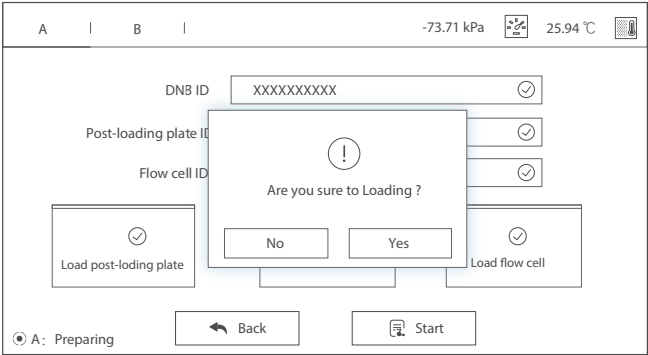 A | B | -73.71 kPa 25.94 ℃
DNB ID XXXXXXXXXX
Post-loading plate ID
Flow cell ID
Are you sure to Loading ?
No Yes
Load post-loding plate Load flow cell
Back Start
A: Preparing